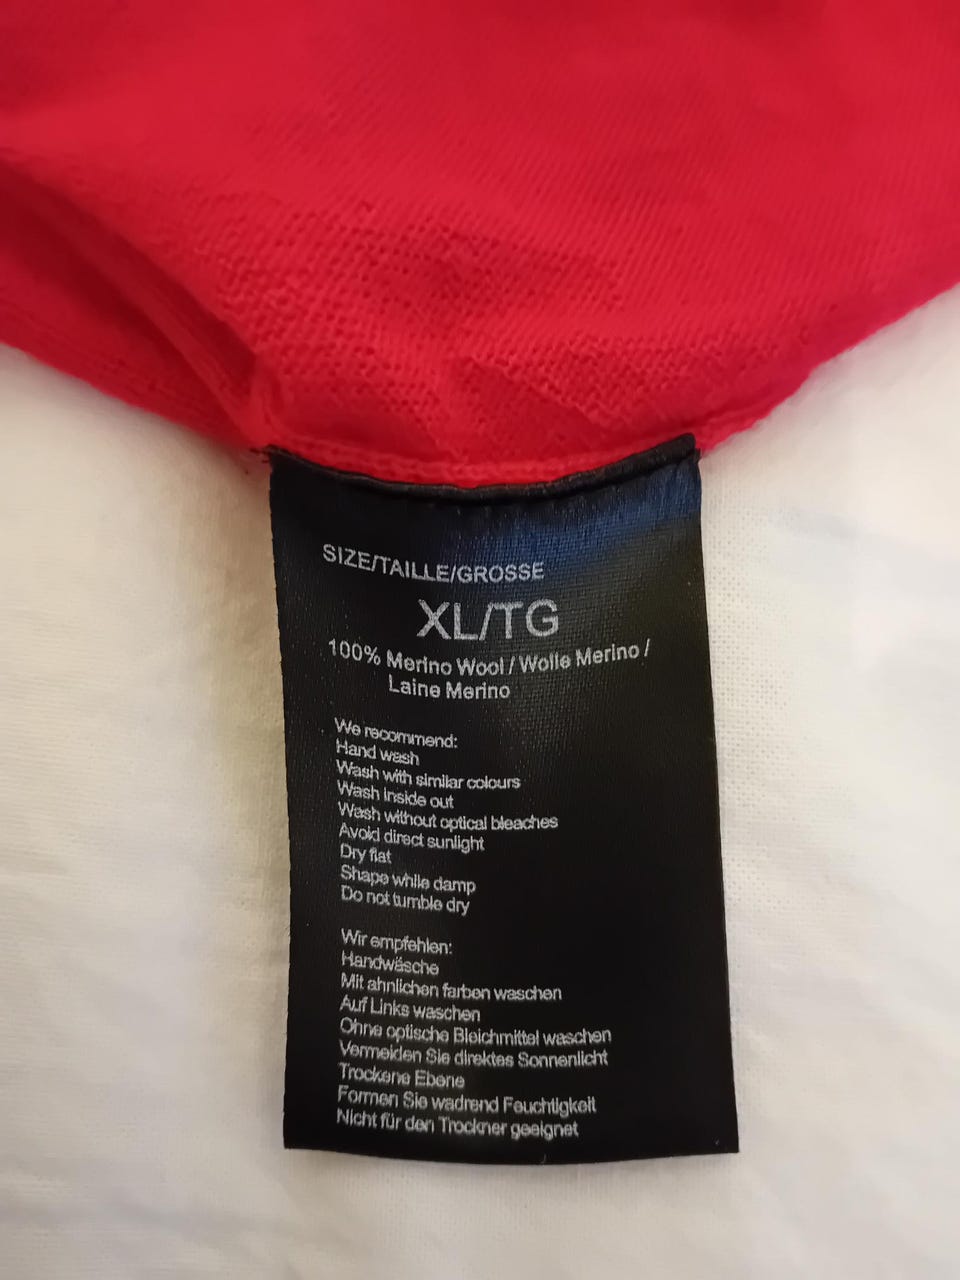 SIZE/TAILLE/GROSSE
XL/TG
100% Merino Wool / Wolle Merino /
Laine Merino
We recommend:
Hand wash
Wash with similar colours
Wash inside out
Wash without optical bleaches
Avoid direct sunlight
Dry flat
Shape while damp
Do not tumble dry
Wir empfehlen:
Handwäsche
Mit ahnlichen farben waschen
Auf Links waschen
Ohne optische Bleichmittel waschen
Vermeiden Sie direktes Sonnenlicht
Trockene Ebene
Formen Sie wadrend Feuchtigkeit
Nicht für den Trockner geeignet